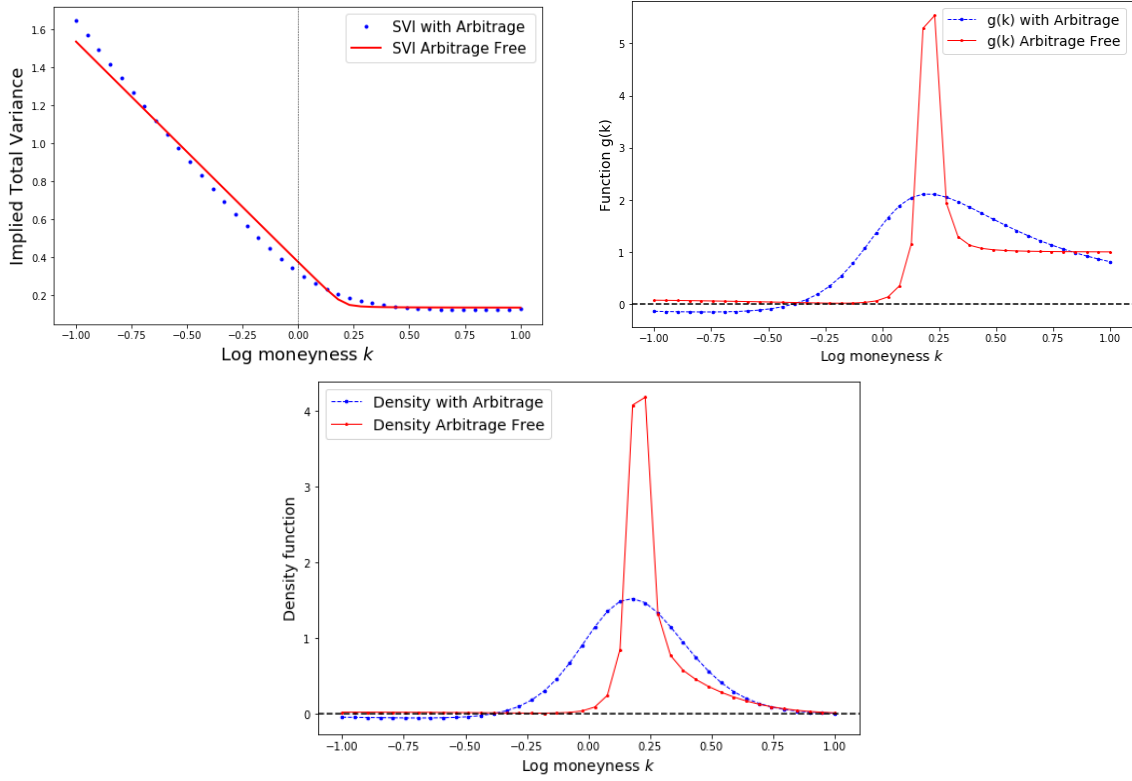 SVI with Arbitrage
SVI Arbitrage Free
Implied Total Variance
1.6
1.4
1.2
1.0
0.8
0.6
0.4
0.2
−1.00 −0.75 −0.50 −0.25 0.00 0.25 0.50 0.75 1.00
Log moneyness k
g(k) with Arbitrage
g(k) Arbitrage Free
Function g(k)
5
4
3
2
1
0
−1.00 −0.75 −0.50 −0.25 0.00 0.25 0.50 0.75 1.00
Log moneyness k
Density with Arbitrage
Density Arbitrage Free
Density function
4
3
2
1
0
−1.00 −0.75 −0.50 −0.25 0.00 0.25 0.50 0.75 1.00
Log moneyness k